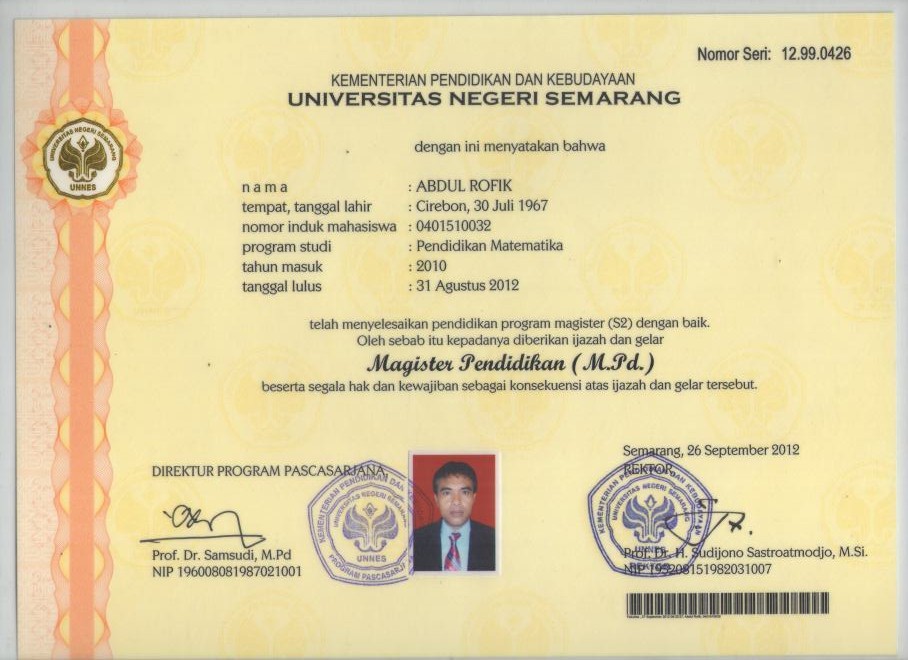 Nomor Seri: 12.99.0426
KEMENTERIAN PENDIDIKAN DAN KEBUDAYAAN
UNIVERSITAS NEGERI SEMARANG
UNIVERSITAS NEGERI SEMARANG
UNNES
dengan ini menyatakan bahwa
n a m a : ABDUL ROFIK
tempat, tanggal lahir : Cirebon, 30 Juli 1967
nomor induk mahasiswa : 0401510032
program studi : Pendidikan Matematika
tahun masuk : 2010
tanggal lulus : 31 Agustus 2012
telah menyelesaikan pendidikan program magister (S2) dengan baik.
Oleh sebab itu kepadanya diberikan ijazah dan gelar
Magister Pendidikan ( M.Pd.)
beserta segala hak dan kewajiban sebagai konsekuensi atas ijazah dan gelar tersebut.
Semarang, 26 September 2012
DIREKTUR PROGRAM PASCASARJANA,
REKTOR,
KEMENTERIAN PENDIDIKAN DAN
UNIVERSITAS NEGERI SEMARANG
UNNES
PROGRAM PASCASARJ
KEMENTERIAN PENDIDIKAN DAN KEBUDAYAAN
UNIVERSITAS NEGERI SEMARANG
UNNES
REKTOR
Prof. Dr. Samsudi, M.Pd
NIP 196008081987021001
Prof. Dr. H. Sudijono Sastroatmodjo, M.Si.
NIP 195208151982031007